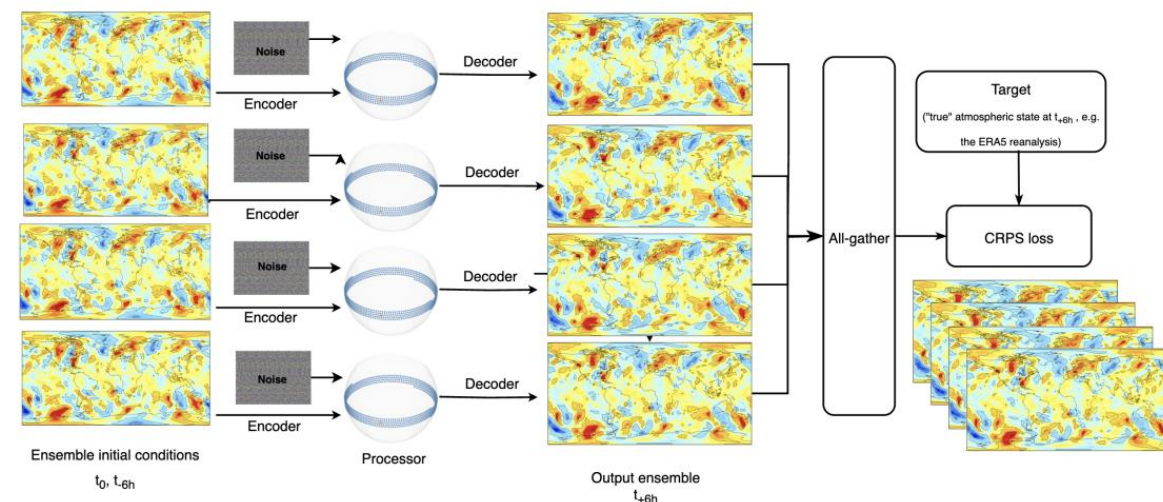 Noise
Encoder
Decoder
Noise
Encoder
Decoder
Noise
Encoder
Decoder
Noise
Encoder
Decoder
All-gather
Target
("true" atmospheric state at t+6h , e.g.
the ERA5 reanalysis)
CRPS loss
Ensemble initial conditions
t0, t-6h
Processor
Output ensemble
t+6h